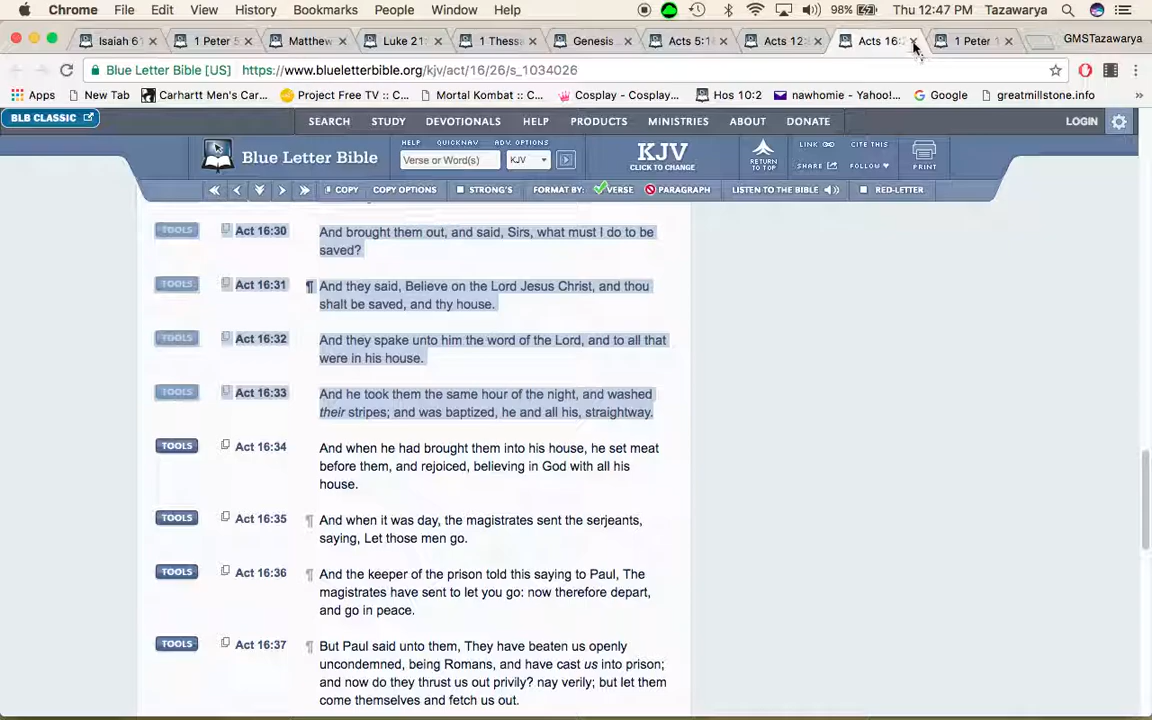 Chrome File Edit View History Bookmarks People Window Help 98% Thu 12:47 PM Tazawarya
Isaiah 61 1 Peter 5 Matthew Luke 21 1 Thess Genesis Acts 5:1 Acts 12: Acts 16: 1 Peter 1 GMSTazawarya
Blue Letter Bible [US] https://www.blueletterbible.org/kjv/act/16/26/s_1034026
Apps New Tab Carhartt Men's Car... Project Free TV :: C... Mortal Kombat :: C... Cosplay - Cosplay... Hos 10:2 nawhomie - Yahoo!... Google greatmillstone.info »
BLB CLASSIC SEARCH STUDY DEVOTIONALS HELP PRODUCTS MINISTRIES ABOUT DONATE LOGIN
HELP QUICKNAV ADV. OPTIONS
Blue Letter Bible Verse or Word(s) KJV KJV CLICK TO CHANGE RETURN TO TOP LINK CITE THIS SHARE FOLLOW PRINT
COPY COPY OPTIONS STRONG'S FORMAT BY: VERSE PARAGRAPH LISTEN TO THE BIBLE RED-LETTER
TOOLS Act 16:30 And brought them out, and said, Sirs, what must I do to be
saved?
TOOLS Act 16:31 ¶ And they said, Believe on the Lord Jesus Christ, and thou
shalt be saved, and thy house.
TOOLS Act 16:32 And they spake unto him the word of the Lord, and to all that
were in his house.
TOOLS Act 16:33 And he took them the same hour of the night, and washed
their stripes; and was baptized, he and all his, straightway.
TOOLS Act 16:34 And when he had brought them into his house, he set meat
before them, and rejoiced, believing in God with all his
house.
TOOLS Act 16:35 ¶ And when it was day, the magistrates sent the serjeants,
saying, Let those men go.
TOOLS Act 16:36 ¶ And the keeper of the prison told this saying to Paul, The
magistrates have sent to let you go: now therefore depart,
and go in peace.
TOOLS Act 16:37 ¶ But Paul said unto them, They have beaten us openly
uncondemned, being Romans, and have cast us into prison;
and now do they thrust us out privily? nay verily; but let them
come themselves and fetch us out.